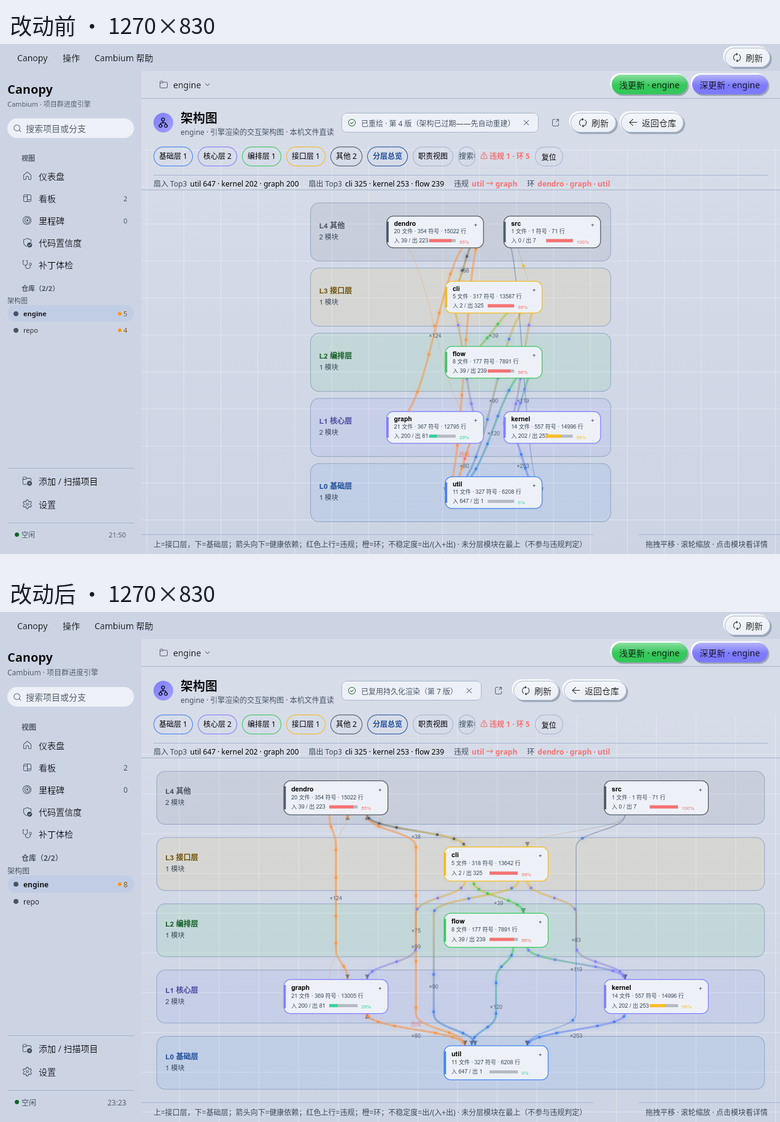 改动前 · 1270×830
Canopy 操作 Cambium 帮助 刷新
Canopy
Cambium · 项目群进度引擎
搜索项目或分支
视图
仪表盘
看板 2
里程碑 0
代码置信度
补丁体检
仓库（2/2）
架构图
engine 5
repo 4
添加 / 扫描项目
设置
空闲 21:50
engine 浅更新 · engine 深更新 · engine
架构图
engine · 引擎渲染的交互架构图 · 本机文件直读
已重绘 · 第 4 版（架构已过期——先自动重建） ×
刷新 返回仓库
基础层 1 核心层 2 编排层 1 接口层 1 其他 2 分层总览 职责视图 搜索 违规 1 · 环 5 复位
扇入 Top3 util 647 · kernel 202 · graph 200 扇出 Top3 cli 325 · kernel 253 · flow 239 违规 util → graph 环 dendro · graph · util
L4 其他
2 模块
dendro +
20 文件 · 354 符号 · 15022 行
入 39 / 出 223 85%
src +
1 文件 · 1 符号 · 71 行
入 0 / 出 7 100%
L3 接口层
1 模块
cli +
5 文件 · 317 符号 · 13587 行
入 2 / 出 325 99%
×124
×39
L2 编排层
1 模块
flow +
8 文件 · 177 符号 · 7891 行
入 39 / 出 239 86%
×90
L1 核心层
2 模块
graph +
21 文件 · 367 符号 · 12795 行
入 200 / 出 81 29%
kernel +
14 文件 · 557 符号 · 14996 行
入 202 / 出 253
×120
L0 基础层
1 模块
util +
11 文件 · 327 符号 · 6208 行
入 647 / 出 1 0%
上=接口层，下=基础层；箭头向下=健康依赖；红色上行=违规；橙=环；不稳定度=出/(入+出) · 未分层模块在最上（不参与违规判定） 拖拽平移 · 滚轮缩放 · 点击模块看详情
改动后 · 1270×830
Canopy 操作 Cambium 帮助 刷新
Canopy
Cambium · 项目群进度引擎
搜索项目或分支
视图
仪表盘
看板 2
里程碑 0
代码置信度
补丁体检
仓库（2/2）
架构图
engine 8
repo
添加 / 扫描项目
设置
空闲 23:23
engine 浅更新 · engine 深更新 · engine
架构图
engine · 引擎渲染的交互架构图 · 本机文件直读
已复用持久化渲染（第 7 版） ×
刷新 返回仓库
基础层 1 核心层 2 编排层 1 接口层 1 其他 2 分层总览 职责视图 搜索 违规 1 · 环 5 复位
扇入 Top3 util 647 · kernel 202 · graph 200 扇出 Top3 cli 325 · kernel 253 · flow 239 违规 util → graph 环 dendro · graph · util
L4 其他
2 模块
dendro +
20 文件 · 354 符号 · 15022 行
入 39 / 出 223 85%
src +
1 文件 · 1 符号 · 71 行
入 0 / 出 7 100%
×38
L3 接口层
1 模块
cli +
5 文件 · 318 符号 · 13642 行
入 2 / 出 325 99%
×124
×39
L2 编排层
1 模块
flow +
8 文件 · 177 符号 · 7891 行
入 39 / 出 239 86%
×75
×119
L1 核心层
2 模块
graph +
21 文件 · 369 符号 · 13005 行
入 200 / 出 81 29%
kernel +
14 文件 · 557 符号 · 14996 行
入 202 / 出 253
×90
×120
×80
×253
L0 基础层
1 模块
util +
11 文件 · 327 符号 · 6208 行
入 647 / 出 1 0%
上=接口层，下=基础层；箭头向下=健康依赖；红色上行=违规；橙=环；不稳定度=出/(入+出) · 未分层模块在最上（不参与违规判定） 拖拽平移 · 滚轮缩放 · 点击模块看详情